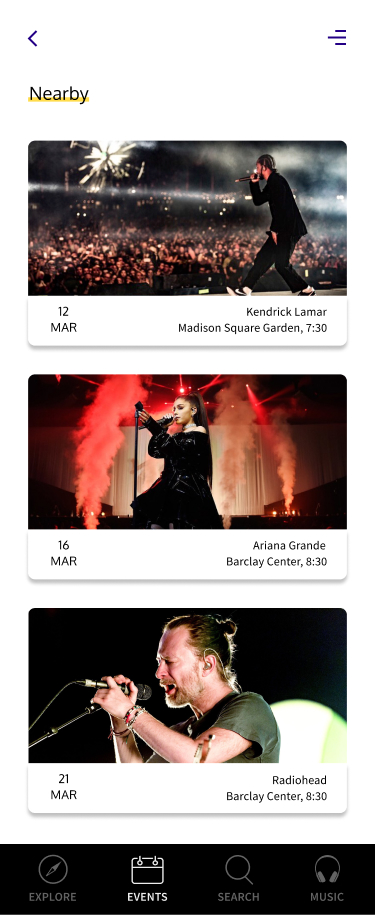 Nearby
12
MAR
Kendrick Lamar
Madison Square Garden, 7:30
16
MAR
Ariana Grande
Barclay Center, 8:30
21
MAR
Radiohead
Barclay Center, 8:30
EXPLORE
EVENTS
SEARCH
MUSIC